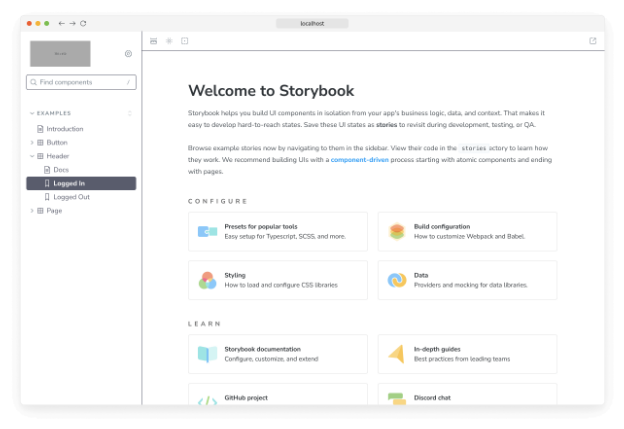 localhost
Find components
/
EXAMPLES
Introduction
Button
Header
Docs
Logged In
Logged Out
Page
Welcome to Storybook
Storybook helps you build UI components in isolation from your app's business logic, data, and context. That makes it
easy to develop hard-to-reach states. Save these UI states as stories to revisit during development, testing, or QA.
Browse example stories now by navigating to them in the sidebar. View their code in the stories actory to learn how
they work. We recommend building UIs with a component-driven process starting with atomic components and ending
with pages.
CONFIGURE
Presets for popular tools
Easy setup for Typescript, SCSS, and more.
Build configuration
How to customize Webpack and Babel.
Styling
How to load and configure CSS libraries
Data
Providers and mocking for data libraries.
LEARN
Storybook documentation
Configure, customize, and extend
In-depth guides
Best practices from leading teams
GitHub project
Discord chat